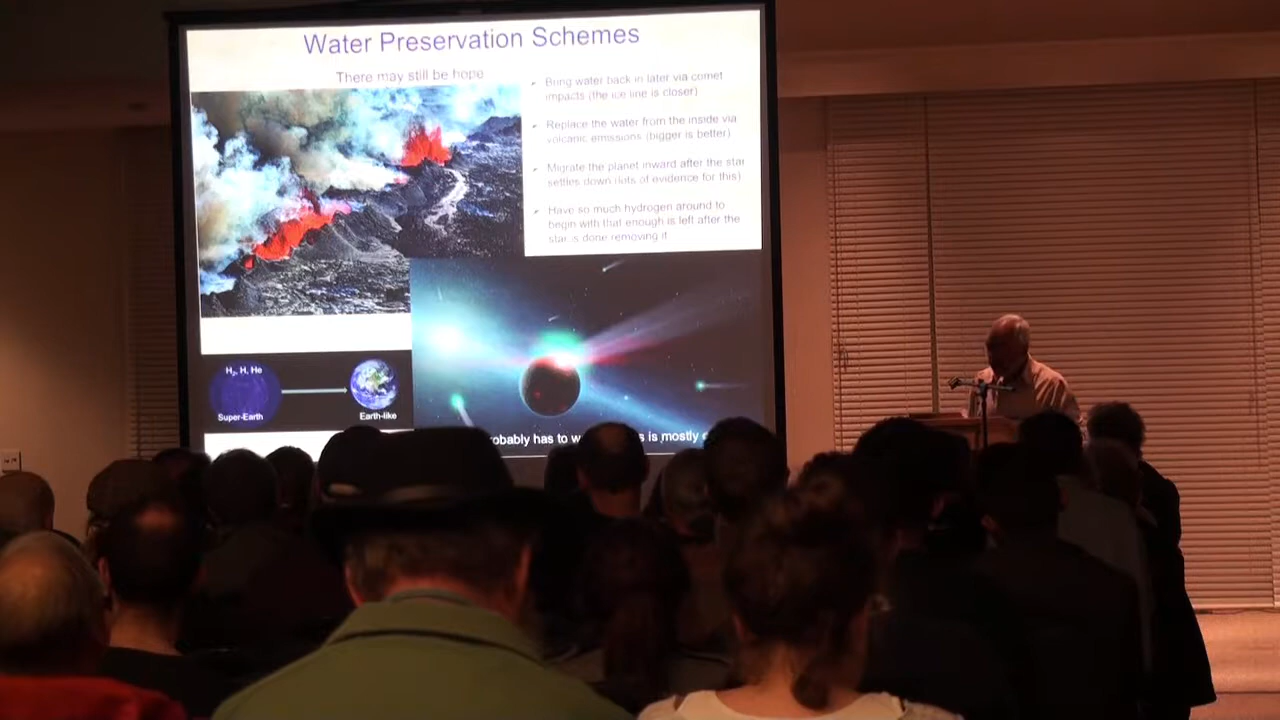 Water Preservation Schemes
There may still be hope
Bring water back in later via comet
impacts (the ice line is closer)
Replace the water from the inside via
volcanic emissions (bigger is better)
Migrate the planet inward after the star
settles down (lots of evidence for this)
Have so much hydrogen around to
begin with that enough is left after the
star is done removing it.
H₂, H, He
Super-Earth
Earth-like
probably has to w s is mostly